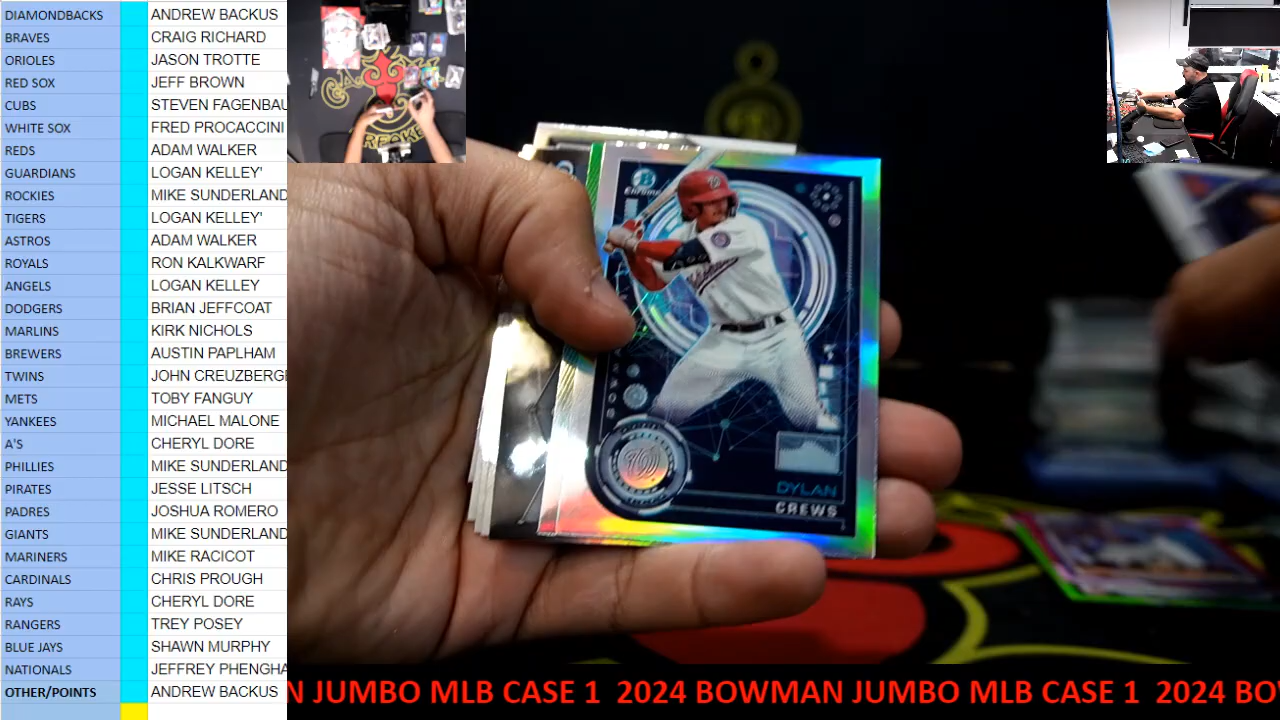 DIAMONDBACKS ANDREW BACKUS
BRAVES CRAIG RICHARD
ORIOLES JASON TROTTE
RED SOX JEFF BROWN
CUBS STEVEN FAGENBAU
WHITE SOX FRED PROCACCINI
REDS ADAM WALKER
GUARDIANS LOGAN KELLEY'
ROCKIES MIKE SUNDERLAND
TIGERS LOGAN KELLEY'
ASTROS ADAM WALKER
ROYALS RON KALKWARF
ANGELS LOGAN KELLEY
DODGERS BRIAN JEFFCOAT
MARLINS KIRK NICHOLS
BREWERS AUSTIN PAPLHAM
TWINS JOHN CREUZBERGE
METS TOBY FANGUY
YANKEES MICHAEL MALONE
A'S CHERYL DORE
PHILLIES MIKE SUNDERLAND
PIRATES JESSE LITSCH
PADRES JOSHUA ROMERO
GIANTS MIKE SUNDERLAND
MARINERS MIKE RACICOT
CARDINALS CHRIS PROUGH
RAYS CHERYL DORE
RANGERS TREY POSEY
BLUE JAYS SHAWN MURPHY
NATIONALS JEFFREY PHENGHA
OTHER/POINTS ANDREW BACKUS
Chrome
DYLAN
CREWS
N JUMBO MLB CASE 1 2024 BOWMAN JUMBO MLB CASE 1 2024 BO